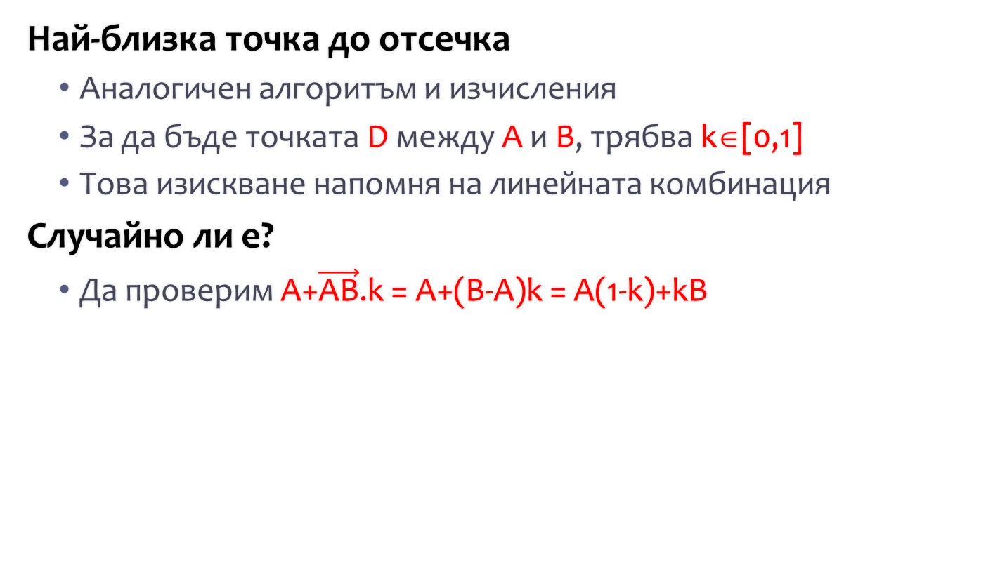 Най-близка точка до отсечка
• Аналогичен алгоритъм и изчисления
• За да бъде точката D между A и B, трябва k∈[0,1]
• Това изискване напомня на линейната комбинация
Случайно ли е?
• Да проверим A+\overrightarrow{AB}.k = A+(B-A)k = A(1-k)+kB